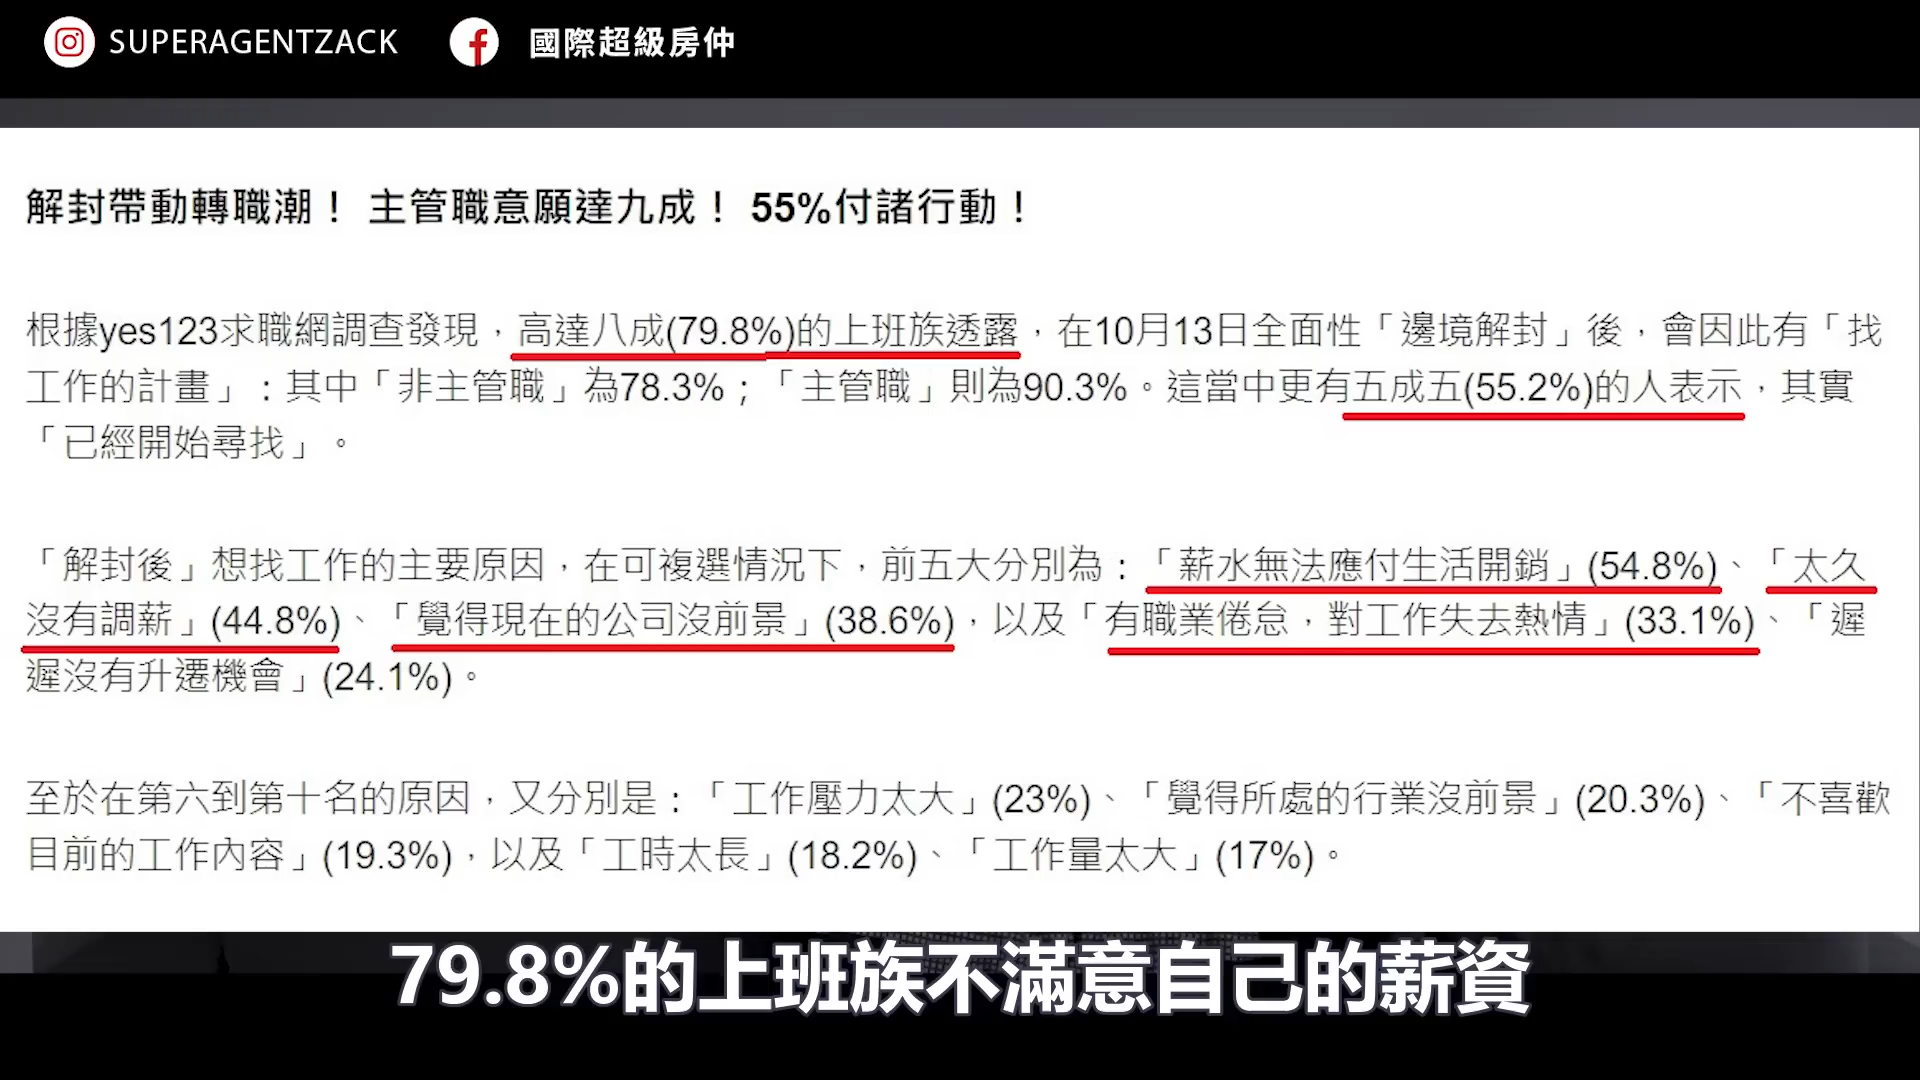 SUPERAGENTZACK 國際超級房仲
解封帶動轉職潮！ 主管職意願達九成！ 55%付諸行動！
根據yes123求職網調查發現，高達八成(79.8%)的上班族透露，在10月13日全面性「邊境解封」後，會因此有「找
工作的計畫」：其中「非主管職」為78.3%；「主管職」則為90.3%。這當中更有五成五(55.2%)的人表示，其實
「已經開始尋找」。
「解封後」想找工作的主要原因，在可複選情況下，前五大分別為：「薪水無法應付生活開銷」(54.8%)、「太久
沒有調薪」(44.8%)、「覺得現在的公司沒前景」(38.6%)，以及「有職業倦怠，對工作失去熱情」(33.1%)、「遲
遲沒有升遷機會」(24.1%)。
至於在第六到第十名的原因，又分別是：「工作壓力太大」(23%)、「覺得所處的行業沒前景」(20.3%)、「不喜歡
目前的工作內容」(19.3%)，以及「工時太長」(18.2%)、「工作量太大」(17%)。
79.8%的上班族不滿意自己的薪資